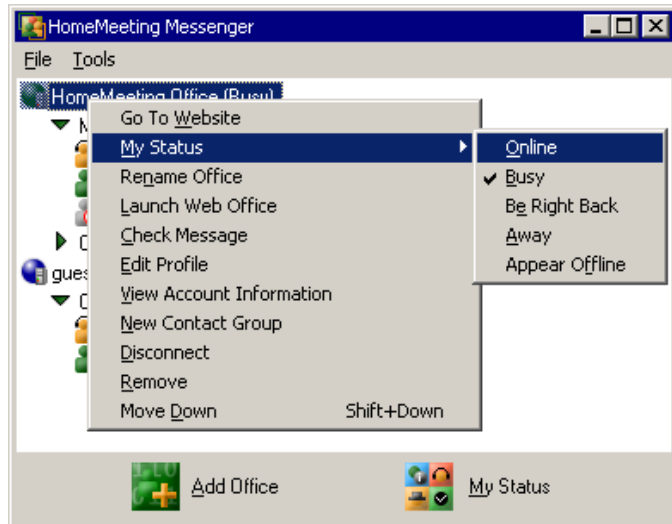 HomeMeeting Messenger
File Tools
HomeMeeting Office (Busy)
Go To Website
My Status
Rename Office
Launch Web Office
Check Message
Edit Profile
View Account Information
New Contact Group
Disconnect
Remove
Move Down Shift+Down
Online
Busy
Be Right Back
Away
Appear Offline
Add Office
My Status